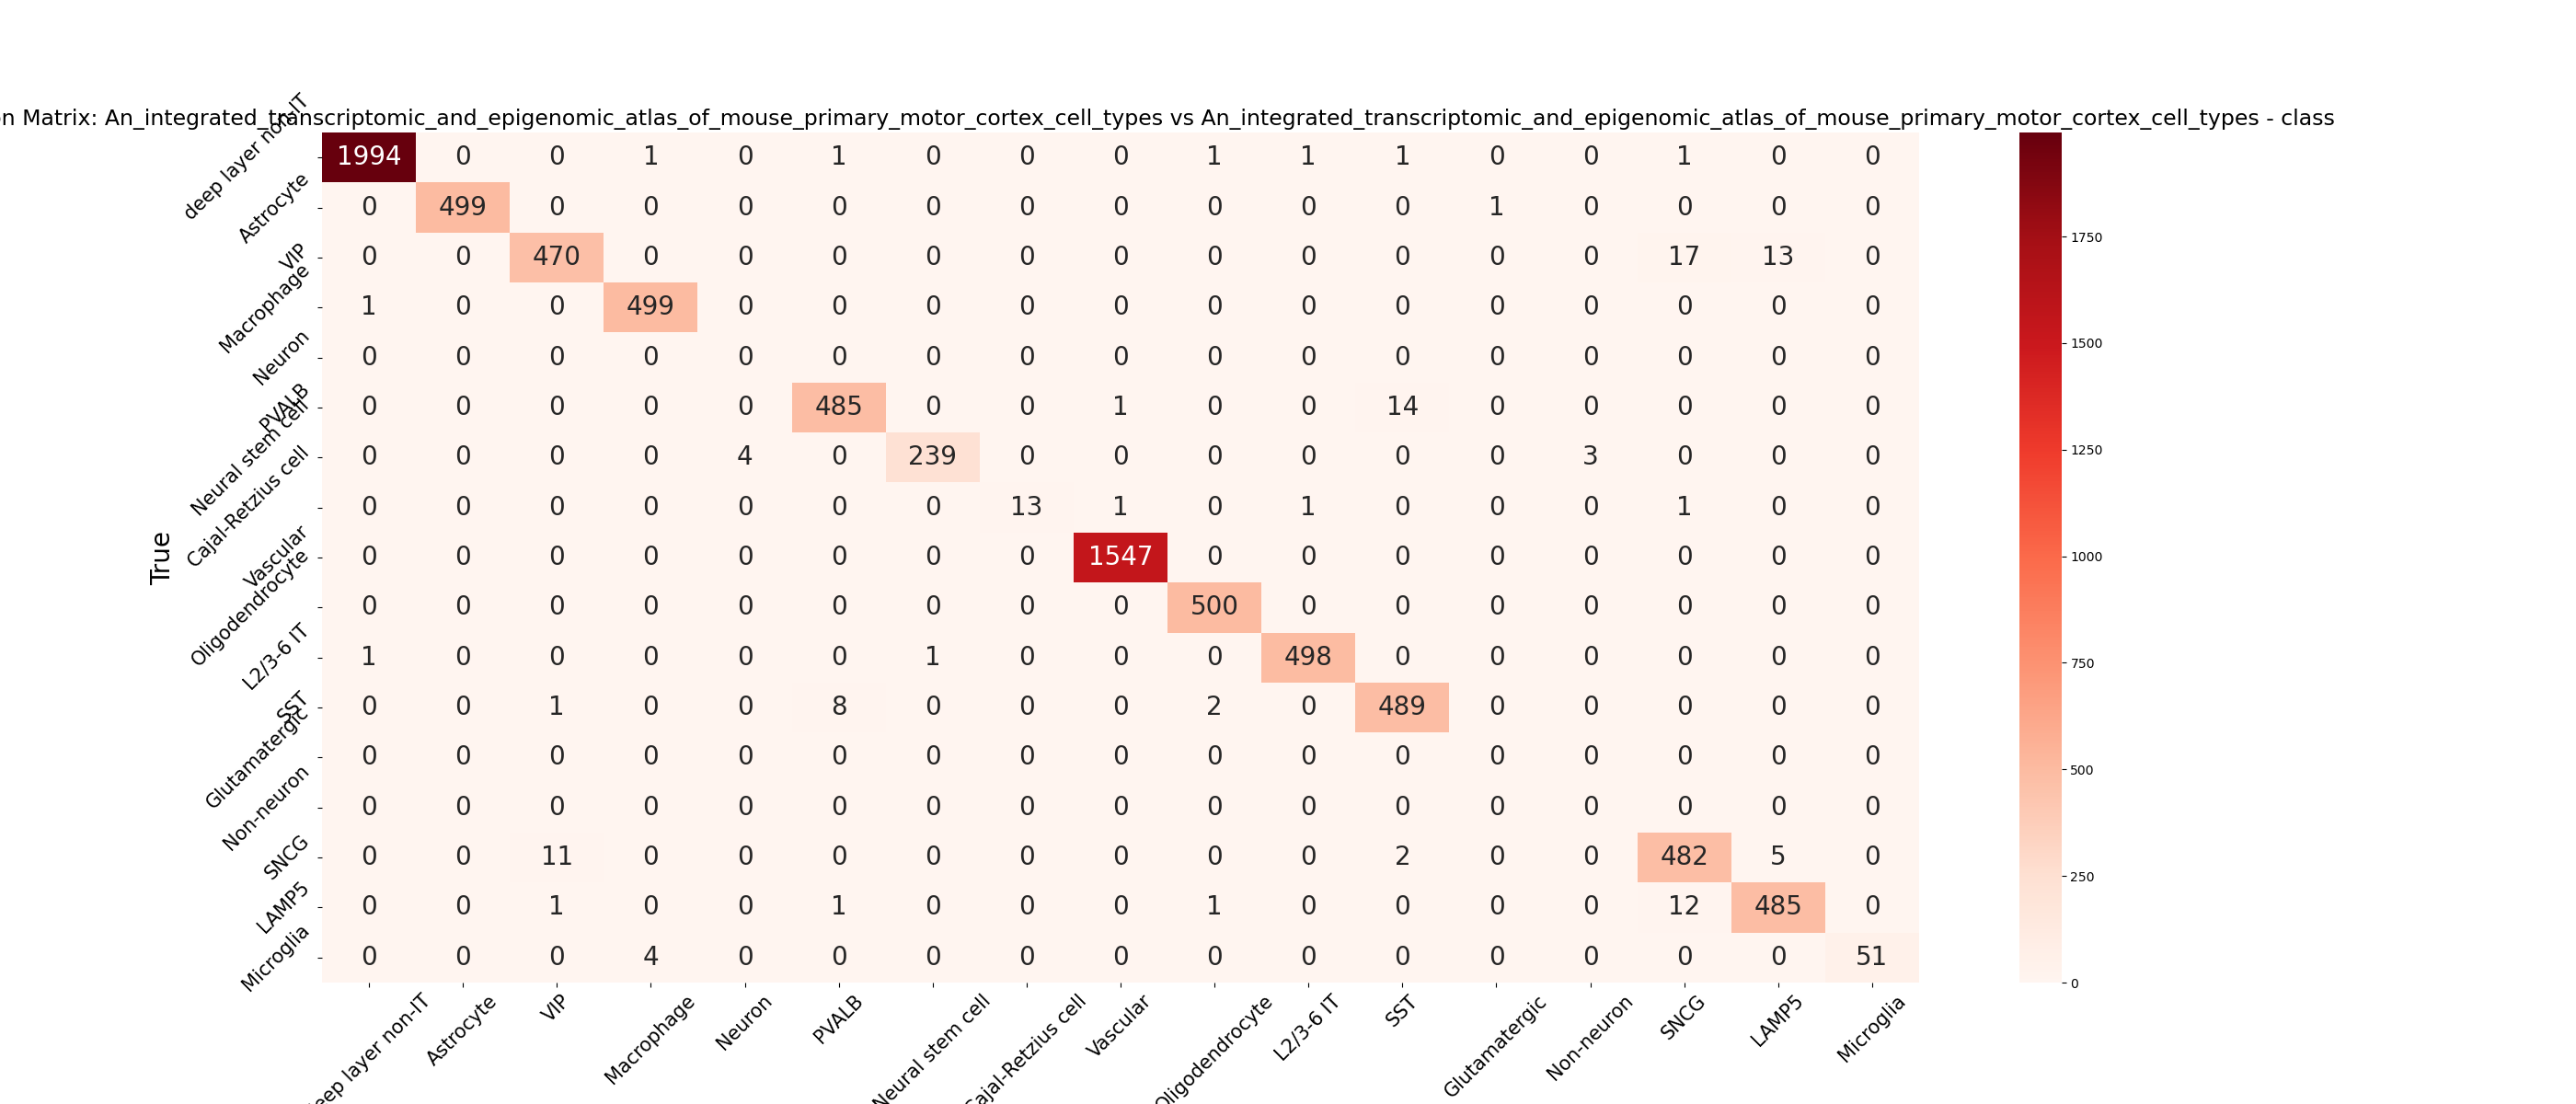 n Matrix: An_integrated_transcriptomic_and_epigenomic_atlas_of_mouse_primary_motor_cortex_cell_types vs An_integrated_transcriptomic_and_epigenomic_atlas_of_mouse_primary_motor_cortex_cell_types - class
deep layer non-IT 1994 0 0 1 0 1 0 0 0 1 1 1 0 0 1 0 0
Astrocyte 0 499 0 0 0 0 0 0 0 0 0 0 1 0 0 0 0
VIP 0 0 470 0 0 0 0 0 0 0 0 0 0 0 17 13 0
Macrophage 1 0 0 499 0 0 0 0 0 0 0 0 0 0 0 0 0
Neuron 0 0 0 0 0 0 0 0 0 0 0 0 0 0 0 0 0
PVALB 0 0 0 0 0 485 0 0 1 0 0 14 0 0 0 0 0
Neural stem cell 0 0 0 0 4 0 239 0 0 0 0 0 0 3 0 0 0
Cajal-Retzius cell 0 0 0 0 0 0 0 13 1 0 1 0 0 0 1 0 0
Vascular 0 0 0 0 0 0 0 0 1547 0 0 0 0 0 0 0 0
Oligodendrocyte 0 0 0 0 0 0 0 0 0 500 0 0 0 0 0 0 0
L2/3-6 IT 1 0 0 0 0 0 1 0 0 0 498 0 0 0 0 0 0
SST 0 0 1 0 0 8 0 0 0 2 0 489 0 0 0 0 0
Glutamatergic 0 0 0 0 0 0 0 0 0 0 0 0 0 0 0 0 0
Non-neuron 0 0 0 0 0 0 0 0 0 0 0 0 0 0 0 0 0
SNCG 0 0 11 0 0 0 0 0 0 0 0 2 0 0 482 5 0
LAMP5 0 0 1 0 0 1 0 0 0 1 0 0 0 0 12 485 0
Microglia 0 0 0 4 0 0 0 0 0 0 0 0 0 0 0 0 51
True
eep layer non-IT
Astrocyte
VIP
Macrophage
Neuron
PVALB
Neural stem cell
Cajal-Retzius cell
Vascular
Oligodendrocyte
L2/3-6 IT
SST
Glutamatergic
Non-neuron
SNCG
LAMP5
Microglia
1750
1500
1250
1000
750
500
250
0